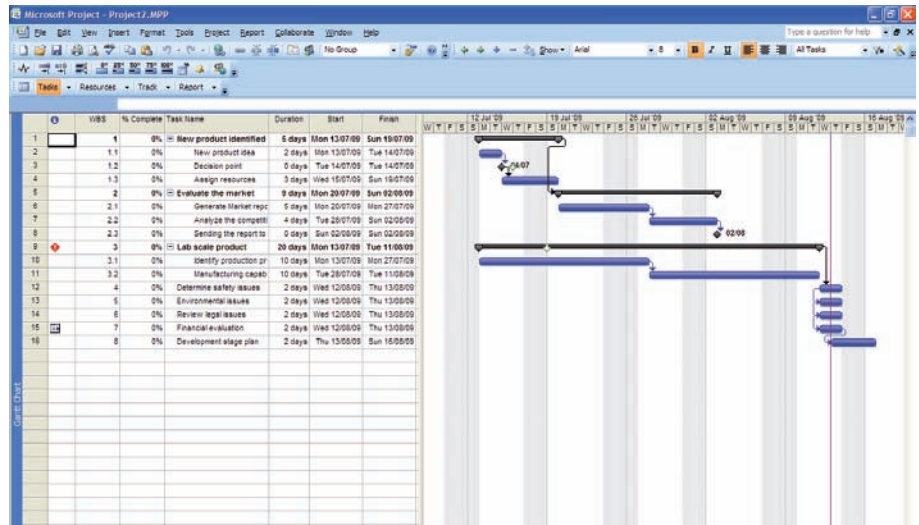 Microsoft Project - Project2.MPP
File Edit View Insert Format Tools Project Report Collaborate Window Help
Type a question for help
No Group
Show
Arial
8
B I U
All Tasks
0% 25% 50% 75% 100%
Tasks Resources Track Report
WBS % Complete Task Name Duration Start Finish
12 Jul '09 19 Jul '09 26 Jul '09 02 Aug '09 09 Aug '09 16 Aug '09
W T F S S M T W T F S S M T W T F S S M T W T F S S M T W T F S S M T W T F S S M T W
1 1 0% New product identified 5 days Mon 13/07/09 Sun 19/07/09
2 1.1 0% New product idea 2 days Mon 13/07/09 Tue 14/07/09
3 1.2 0% Decision point 0 days Tue 14/07/09 Tue 14/07/09
14/07
4 1.3 0% Assign resources 3 days Wed 15/07/09 Sun 19/07/09
5 2 0% Evaluate the market 9 days Mon 20/07/09 Sun 02/08/09
6 2.1 0% Generate Market repc 5 days Mon 20/07/09 Mon 27/07/09
7 2.2 0% Analyze the competiti 4 days Tue 28/07/09 Sun 02/08/09
8 2.3 0% Sending the report to 0 days Sun 02/08/09 Sun 02/08/09
02/08
9 3 0% Lab scale product 20 days Mon 13/07/09 Tue 11/08/09
10 3.1 0% Identify production pr 10 days Mon 13/07/09 Mon 27/07/09
11 3.2 0% Manufacturing capab 10 days Tue 28/07/09 Tue 11/08/09
12 4 0% Determine safety issues 2 days Wed 12/08/09 Thu 13/08/09
13 5 0% Environmental issues 2 days Wed 12/08/09 Thu 13/08/09
14 6 0% Review legal issues 2 days Wed 12/08/09 Thu 13/08/09
15 7 0% Financial evaluation 2 days Wed 12/08/09 Thu 13/08/09
16 8 0% Development stage plan 2 days Thu 13/08/09 Sun 16/08/09
Gantt Chart